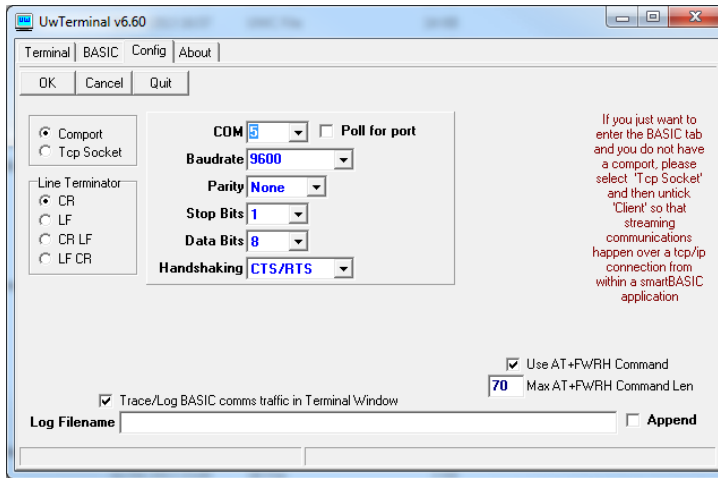 UwTerminal v6.60
Terminal BASIC Config About
OK Cancel Quit
Comport
Tcp Socket
Line Terminator
CR
LF
CR LF
LF CR
COM 5 Poll for port
Baudrate 9600
Parity None
Stop Bits 1
Data Bits 8
Handshaking CTS/RTS
If you just want to
enter the BASIC tab
and you do not have
a comport, please
select 'Tcp Socket'
and then untick
'Client' so that
streaming
communications
happen over a tcp/ip
connection from
within a smartBASIC
application
Use AT+FWRH Command
70 Max AT+FWRH Command Len
Trace/Log BASIC comms traffic in Terminal Window
Log Filename Append